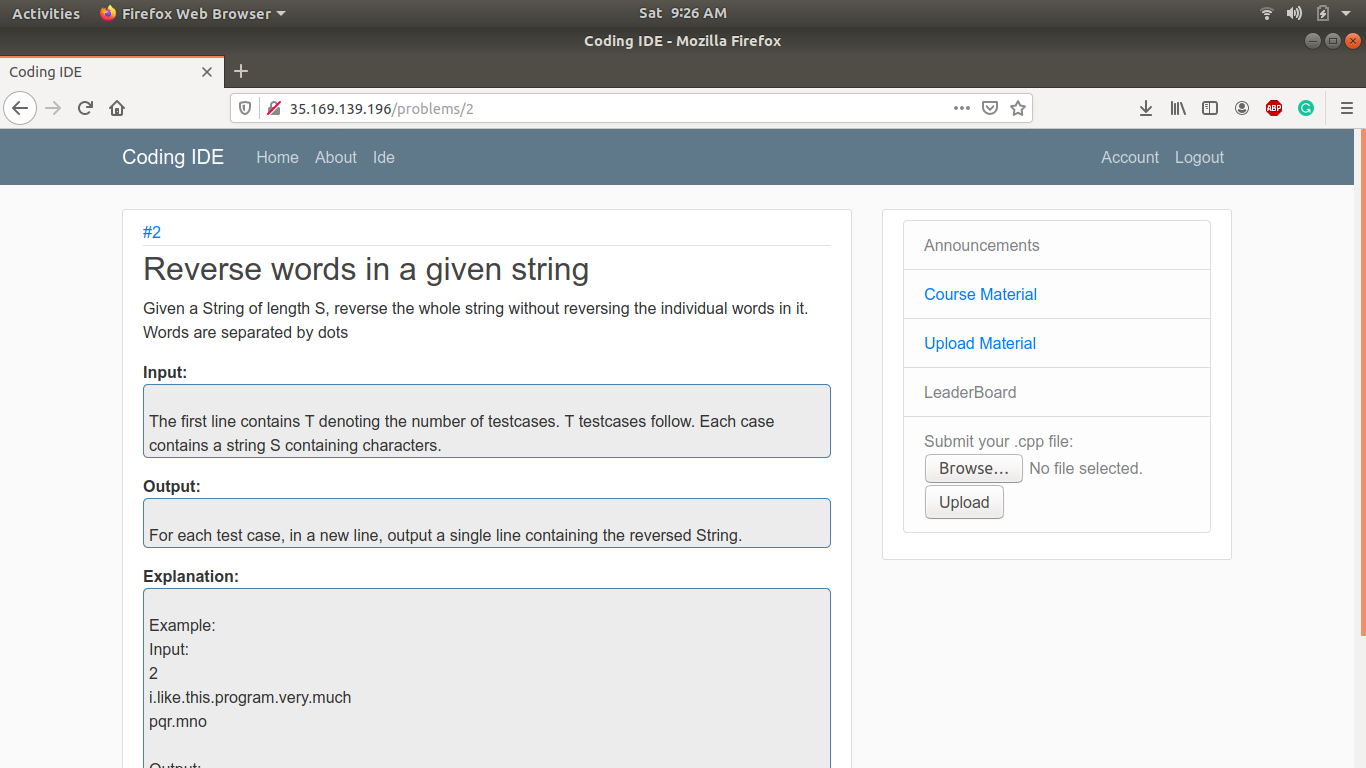 Activities Firefox Web Browser Sat 9:26 AM
Coding IDE - Mozilla Firefox
Coding IDE
35.169.139.196/problems/2
ABP
Coding IDE Home About Ide Account Logout
#2
Reverse words in a given string
Given a String of length S, reverse the whole string without reversing the individual words in it.
Words are separated by dots
Input:
The first line contains T denoting the number of testcases. T testcases follow. Each case
contains a string S containing characters.
Output:
For each test case, in a new line, output a single line containing the reversed String.
Explanation:
Example:
Input:
2
i.like.this.program.very.much
pqr.mno
Output:
Announcements
Course Material
Upload Material
LeaderBoard
Submit your .cpp file:
Browse... No file selected.
Upload